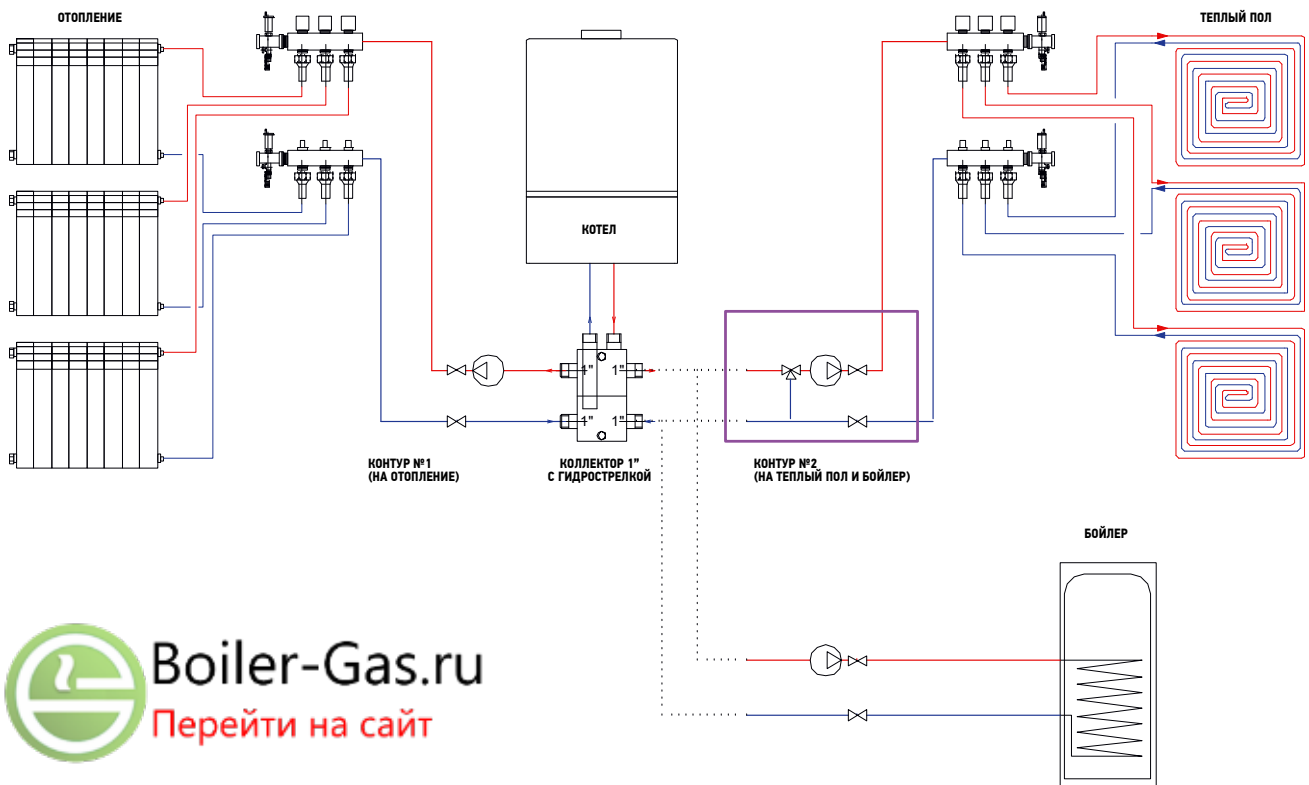 ОТОПЛЕНИЕ
ТЕПЛЫЙ ПОЛ
КОТЕЛ
1" 1"
1" 1"
КОНТУР №1
(НА ОТОПЛЕНИЕ)
КОЛЛЕКТОР 1”
С ГИДРОСТРЕЛКОЙ
КОНТУР №2
(НА ТЕПЛЫЙ ПОЛ И БОЙЛЕР)
БОЙЛЕР
Boiler-Gas.ru
Перейти на сайт